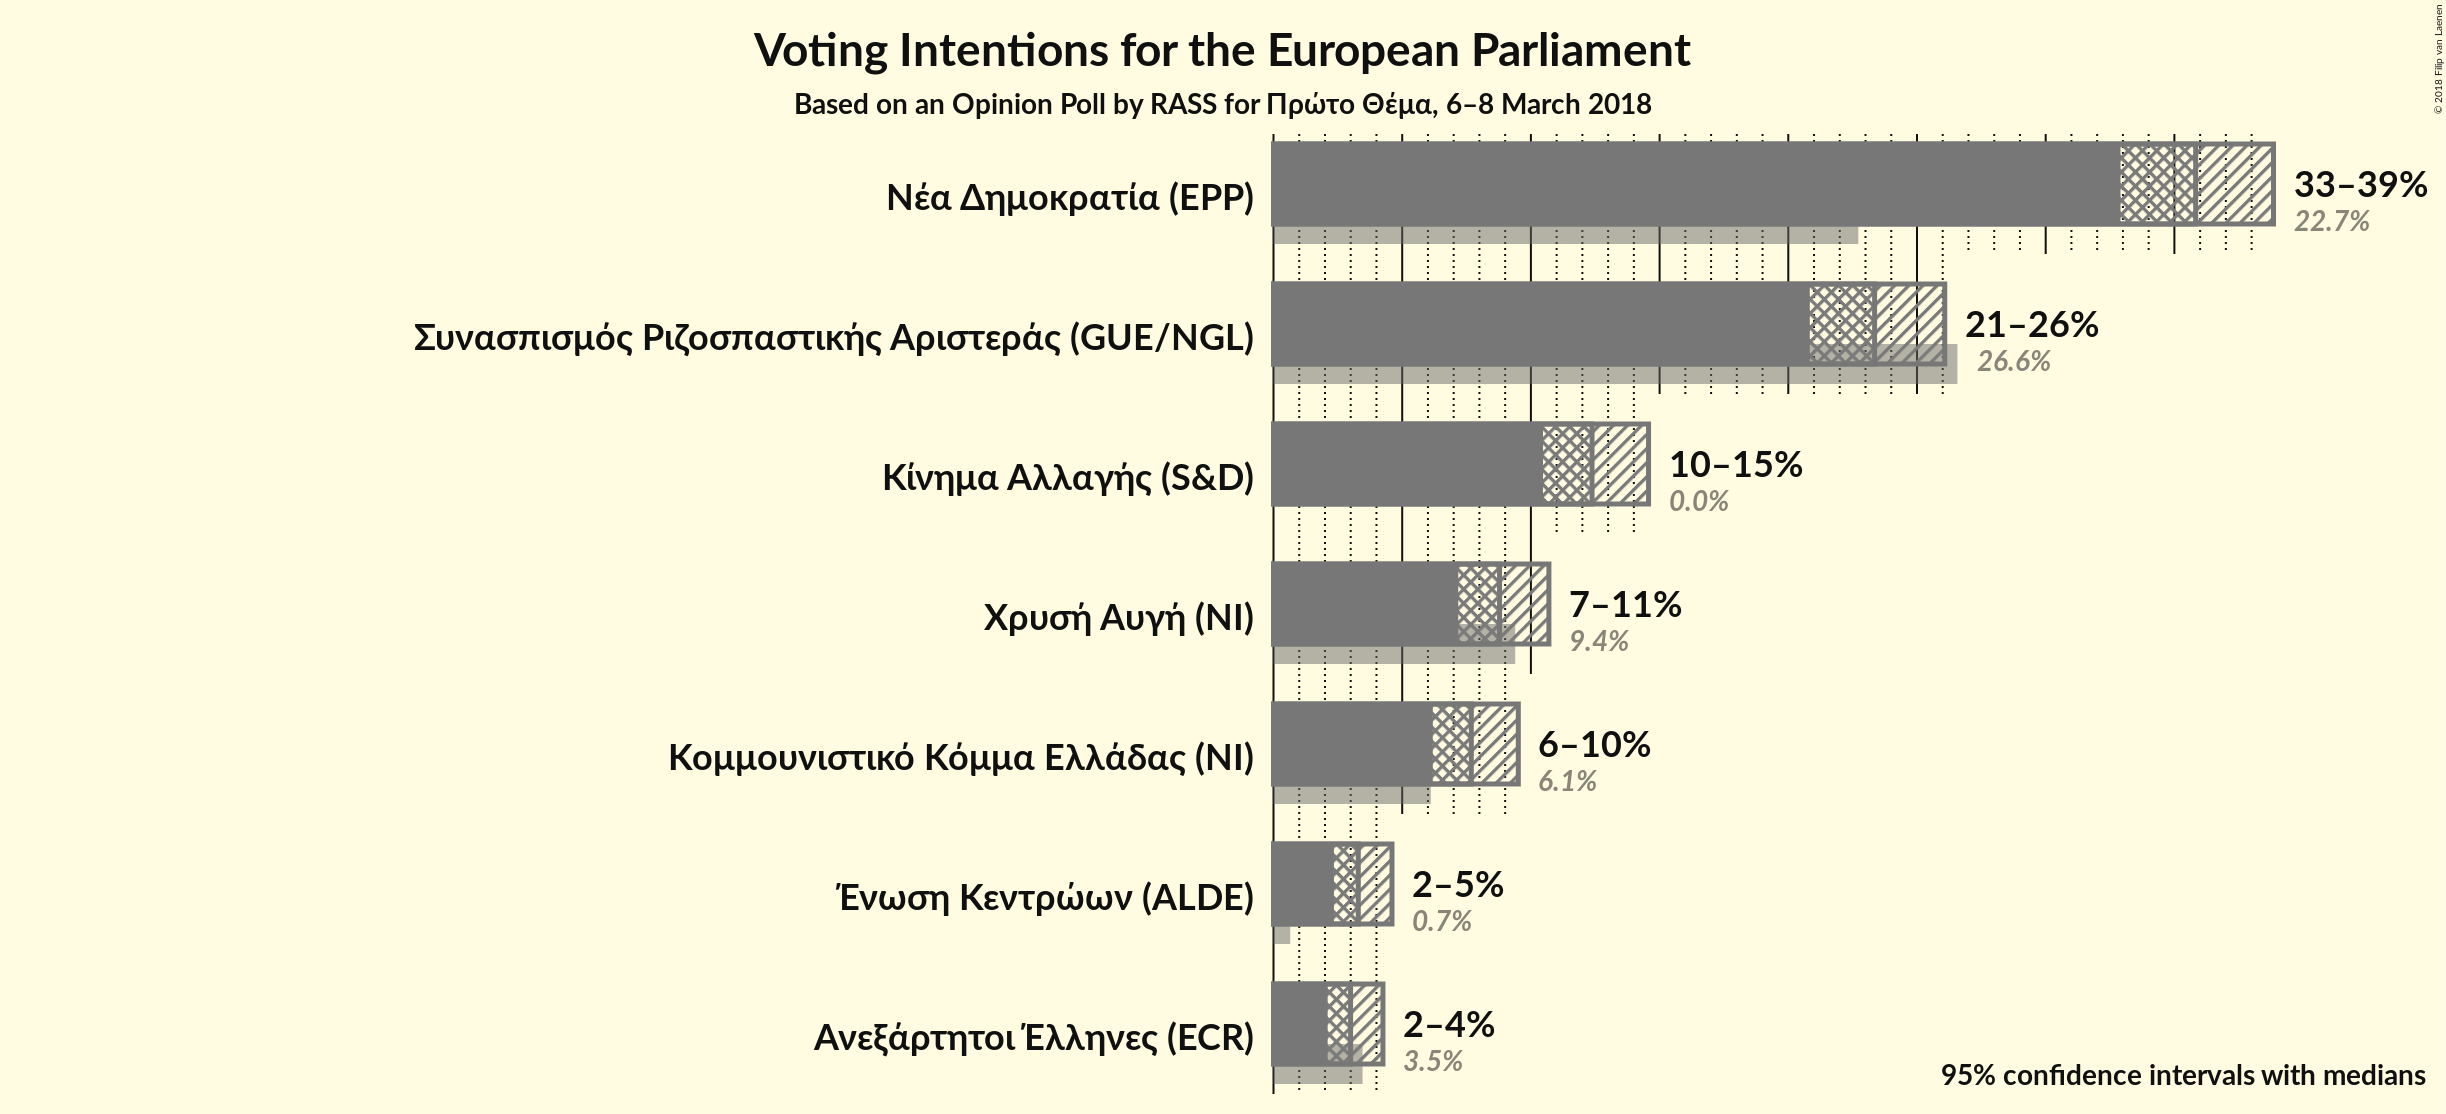 Voting Intentions for the European Parliament
Based on an Opinion Poll by RASS for Πρώτο Θέμα, 6–8 March 2018
© 2018 Filip van Laenen
Νέα Δημοκρατία (EPP)
33–39%
22.7%
Συνασπισμός Ριζοσπαστικής Αριστεράς (GUE/NGL)
21–26%
26.6%
Κίνημα Αλλαγής (S&D)
10–15%
0.0%
Χρυσή Αυγή (NI)
7–11%
9.4%
Κομμουνιστικό Κόμμα Ελλάδας (NI)
6–10%
6.1%
Ένωση Κεντρώων (ALDE)
2–5%
0.7%
Ανεξάρτητοι Έλληνες (ECR)
2–4%
3.5%
95% confidence intervals with medians